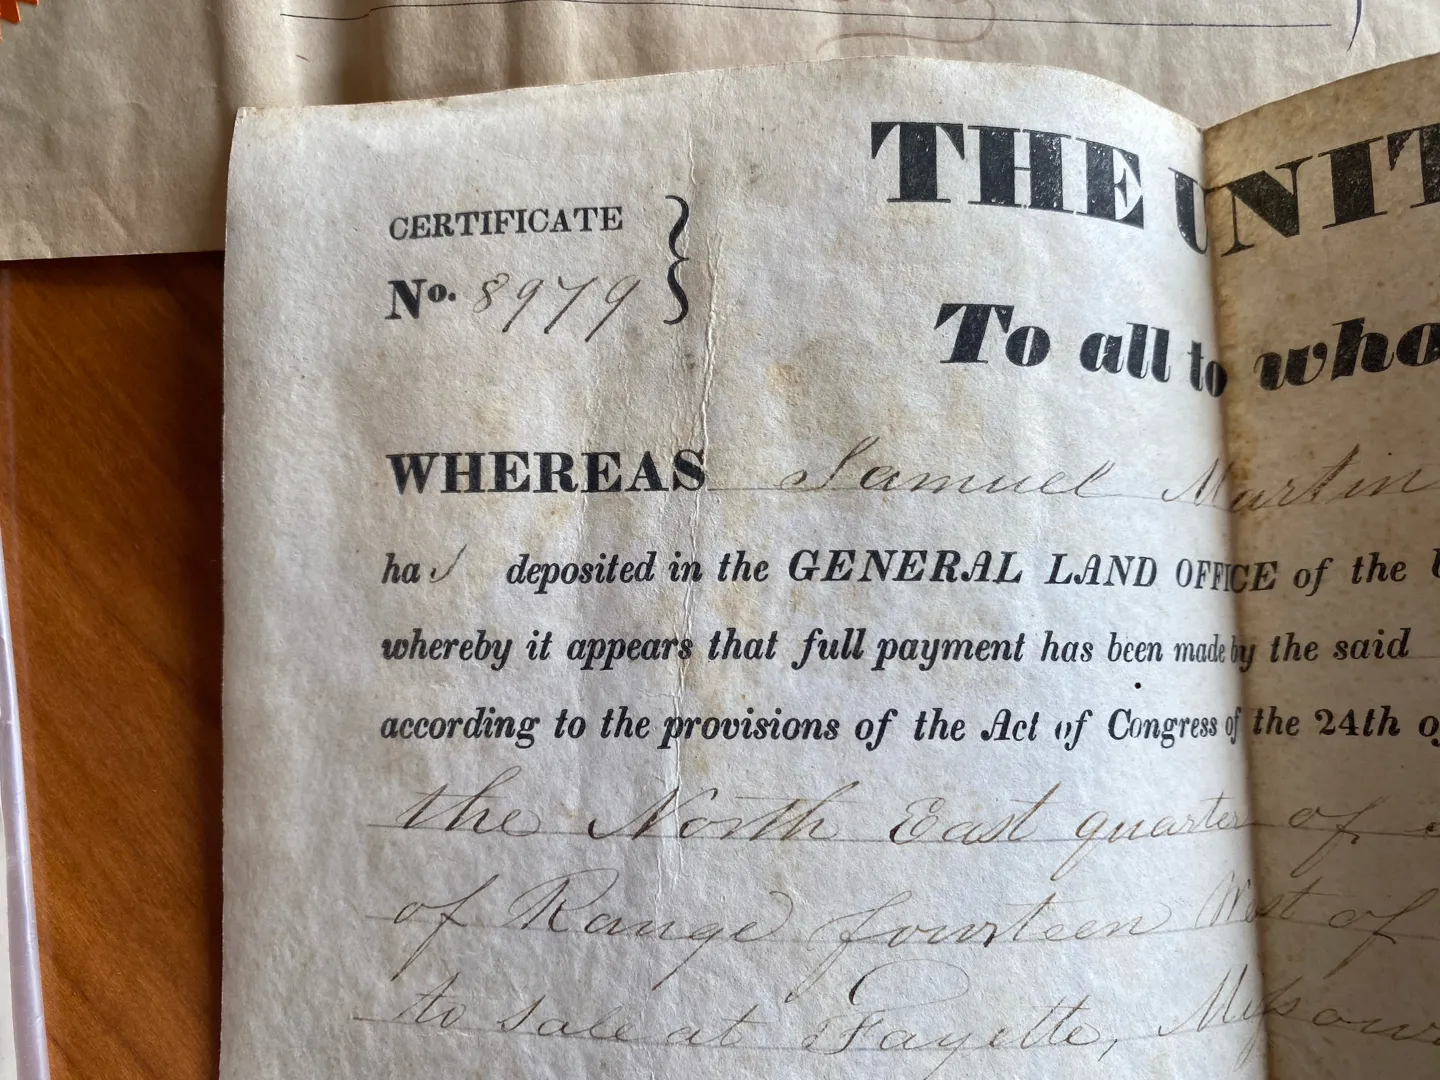 CERTIFICATE
No. 8979
THE UNIT
To all to who
WHEREAS Samuel Martin
has deposited in the GENERAL LAND OFFICE of the
whereby it appears that full payment has been made by the said
according to the provisions of the Act of Congress of the 24th of
the North East quarter of
of Range fourteen West of
to sale at Fayette, Missou